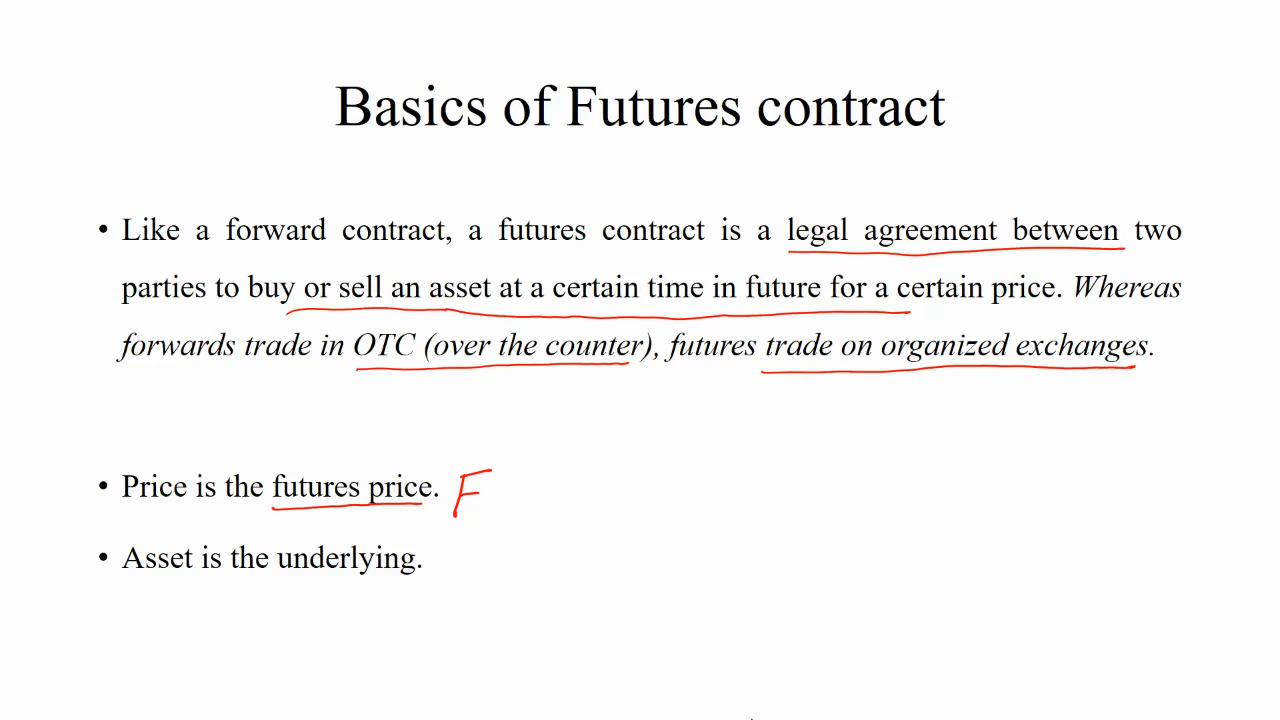 Basics of Futures contract
• Like a forward contract, a futures contract is a legal agreement between two
parties to buy or sell an asset at a certain time in future for a certain price. Whereas
forwards trade in OTC (over the counter), futures trade on organized exchanges.
• Price is the futures price. F
• Asset is the underlying.